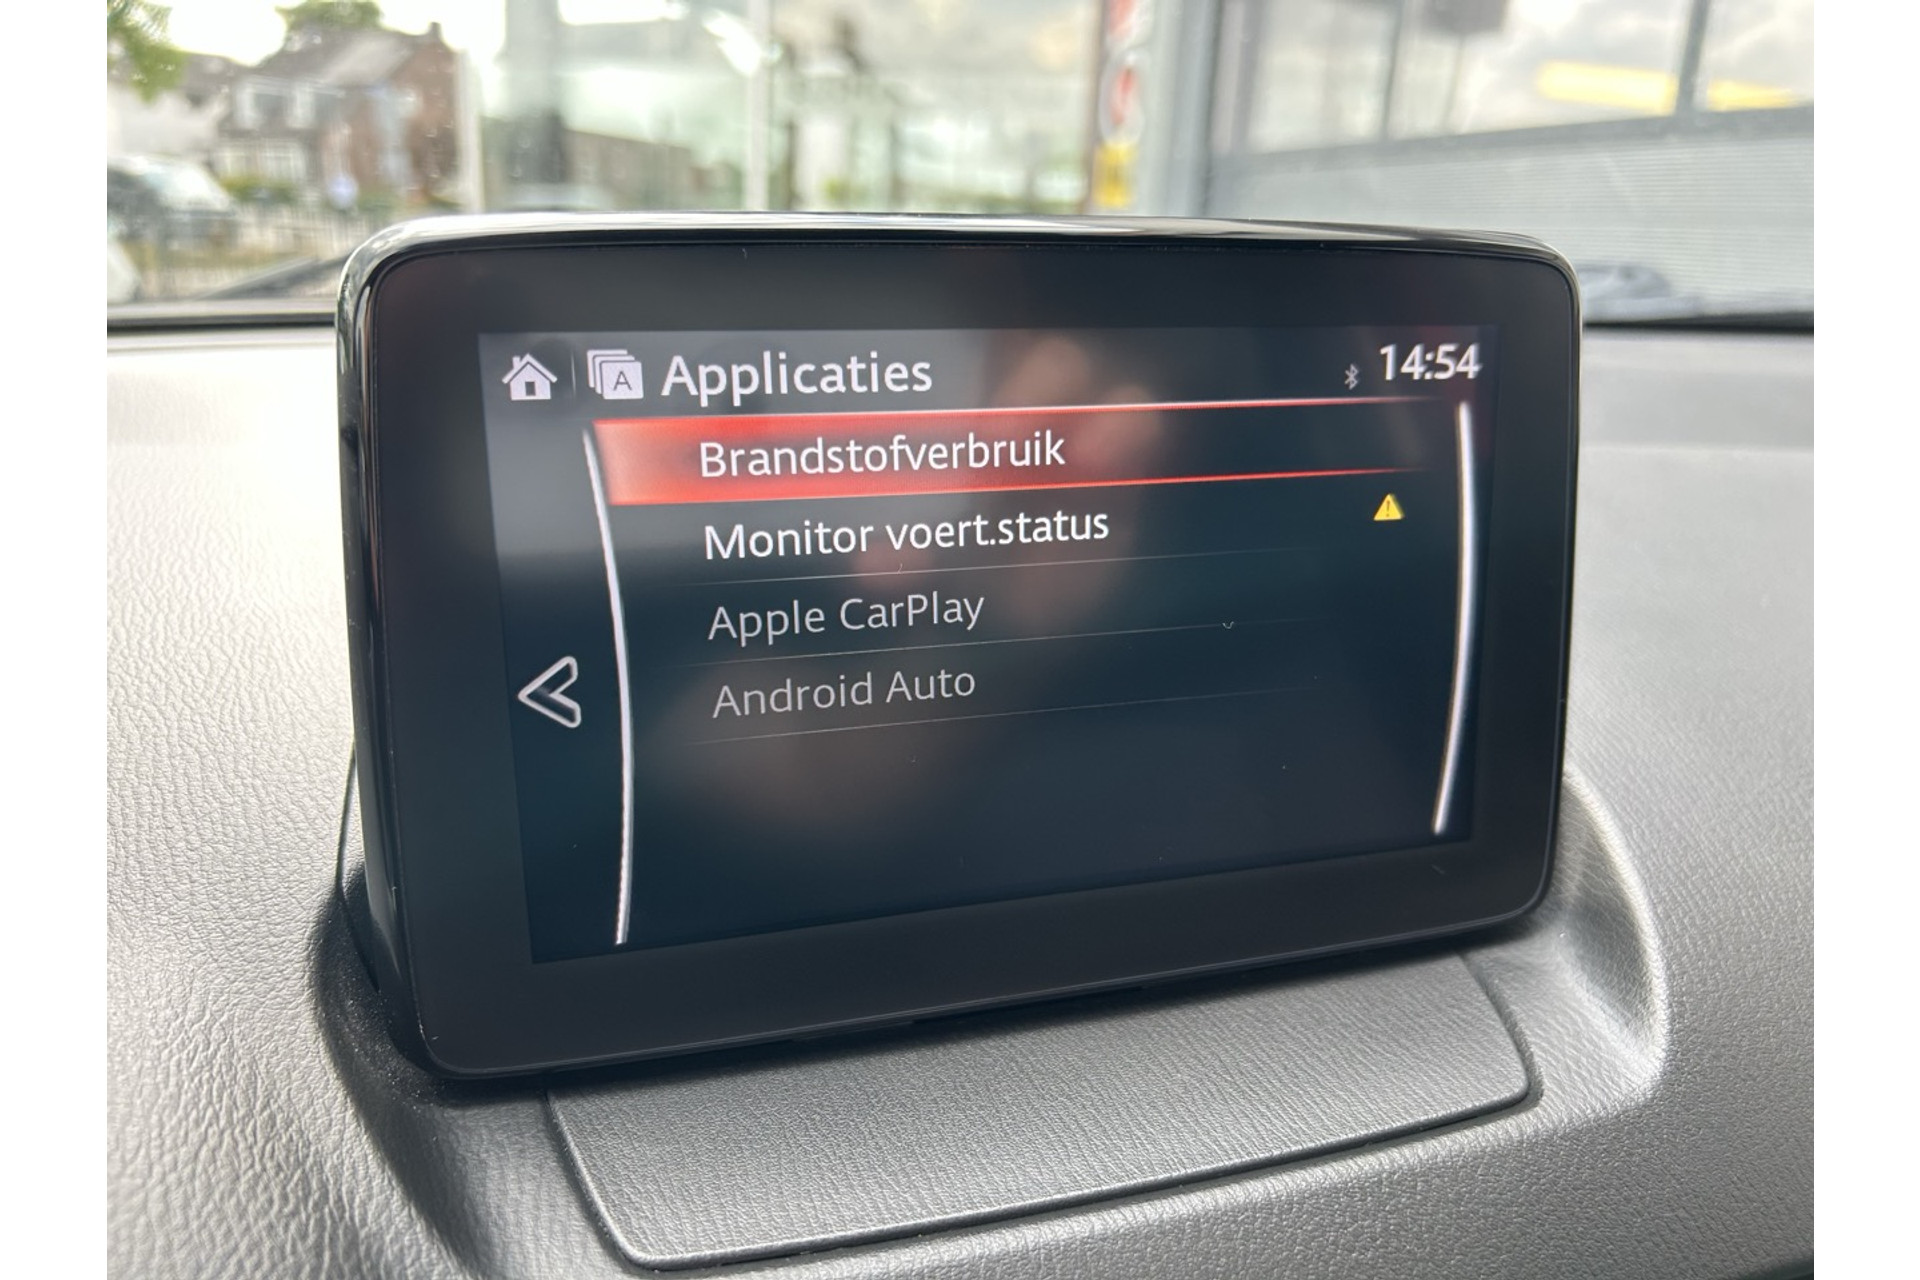 Applicaties
14:54
Brandstofverbruik
Monitor voert.status
Apple CarPlay
Android Auto